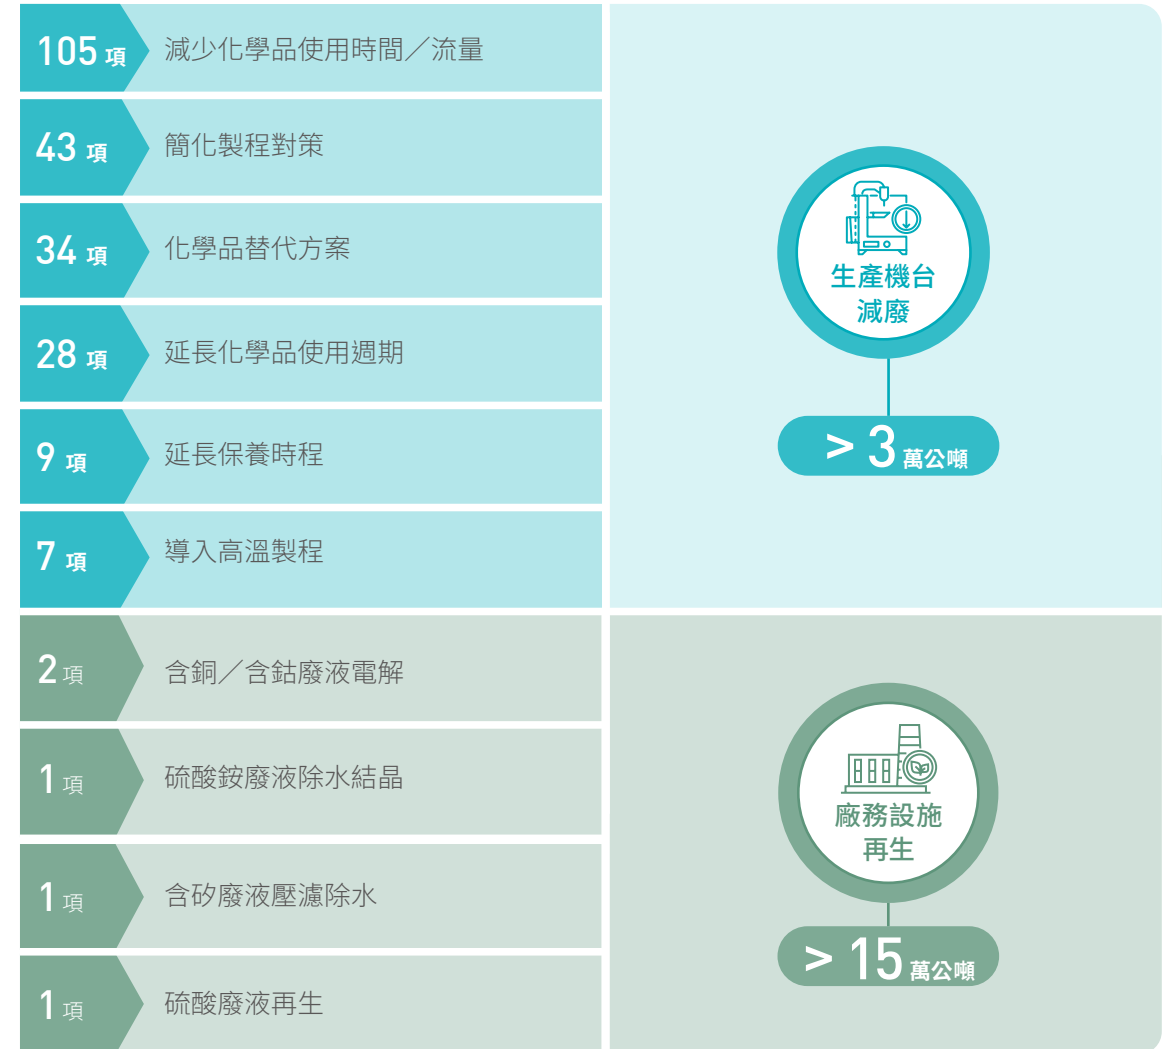 105 項 減少化學品使用時間／流量
43 項 簡化製程對策
34 項 化學品替代方案
28 項 延長化學品使用週期
9 項 延長保養時程
7 項 導入高溫製程
生產機台
減廢
> 3 萬公噸
2 項 含銅／含鈷廢液電解
1 項 硫酸銨廢液除水結晶
1 項 含矽廢液壓濾除水
1 項 硫酸廢液再生
廠務設施
再生
> 15 萬公噸